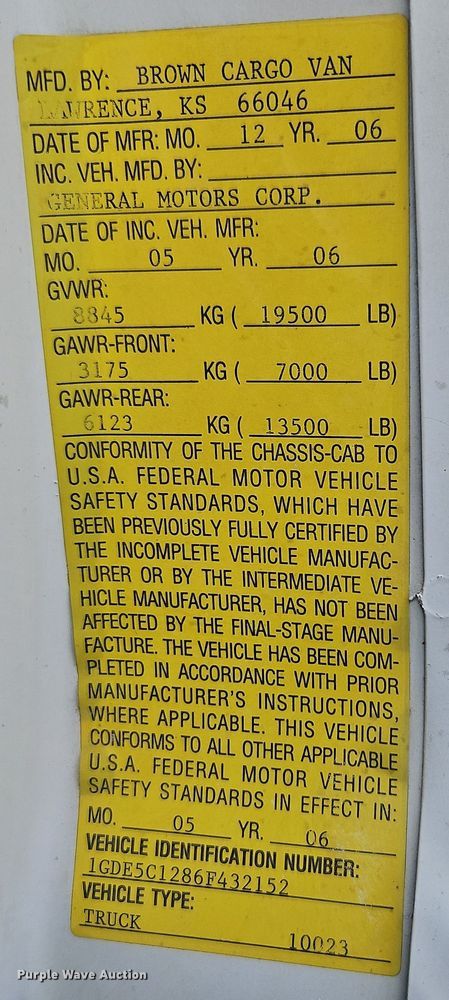 MFD. BY: BROWN CARGO VAN
LAWRENCE, KS 66046
DATE OF MFR: MO. 12 YR. 06
INC. VEH. MFD. BY:
GENERAL MOTORS CORP.
DATE OF INC. VEH. MFR:
MO. 05 YR. 06
GVWR:
8845 KG ( 19500 LB)
GAWR-FRONT:
3175 KG ( 7000 LB)
GAWR-REAR:
6123 KG ( 13500 LB)
CONFORMITY OF THE CHASSIS-CAB TO
U.S.A. FEDERAL MOTOR VEHICLE
SAFETY STANDARDS, WHICH HAVE
BEEN PREVIOUSLY FULLY CERTIFIED BY
THE INCOMPLETE VEHICLE MANUFAC-
TURER OR BY THE INTERMEDIATE VE-
HICLE MANUFACTURER, HAS NOT BEEN
AFFECTED BY THE FINAL-STAGE MANU-
FACTURE. THE VEHICLE HAS BEEN COM-
PLETED IN ACCORDANCE WITH PRIOR
MANUFACTURER'S INSTRUCTIONS,
WHERE APPLICABLE. THIS VEHICLE
CONFORMS TO ALL OTHER APPLICABLE
U.S.A. FEDERAL MOTOR VEHICLE
SAFETY STANDARDS IN EFFECT IN:
MO. 05 YR. 06
VEHICLE IDENTIFICATION NUMBER:
1GDE5C1286F432152
VEHICLE TYPE:
TRUCK
10023
Purple Wave Auction